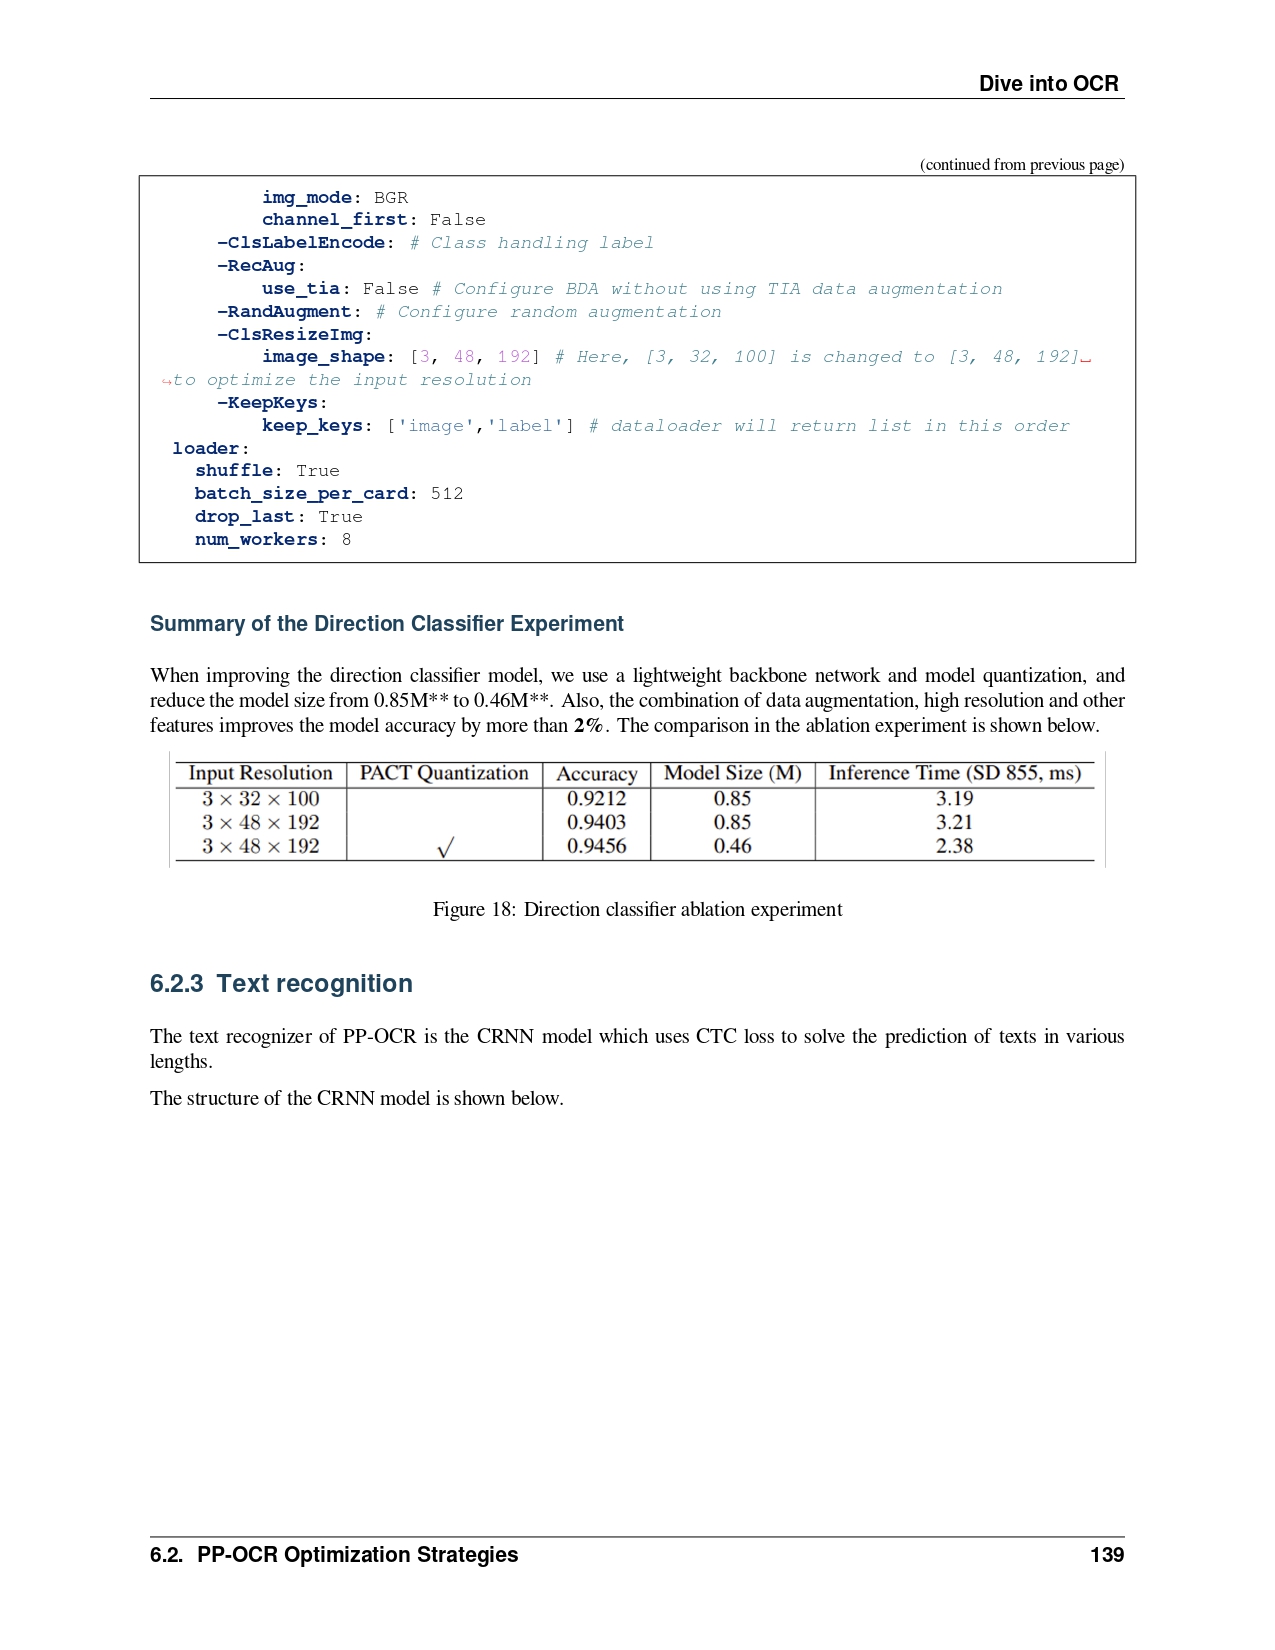 Dive into OCR
(continued from previous page)
img_mode: BGR
channel_first: False
-ClsLabelEncode: # Class handling label
-RecAug:
use_tia: False # Configure BDA without using TIA data augmentation
-RandAugment: # Configure random augmentation
-ClsResizeImg:
image_shape: [3, 48, 192] # Here, [3, 32, 100] is changed to [3, 48, 192]␣
↪to optimize the input resolution
-KeepKeys:
keep_keys: ['image','label'] # dataloader will return list in this order
loader:
shuffle: True
batch_size_per_card: 512
drop_last: True
num_workers: 8
Summary of the Direction Classifier Experiment
When improving the direction classifier model, we use a lightweight backbone network and model quantization, and
reduce the model size from 0.85M** to 0.46M**. Also, the combination of data augmentation, high resolution and other
features improves the model accuracy by more than 2%. The comparison in the ablation experiment is shown below.
Input Resolution PACT Quantization Accuracy Model Size (M) Inference Time (SD 855, ms)
3 × 32 × 100 0.9212 0.85 3.19
3 × 48 × 192 0.9403 0.85 3.21
3 × 48 × 192 √ 0.9456 0.46 2.38
Figure 18: Direction classifier ablation experiment
6.2.3 Text recognition
The text recognizer of PP-OCR is the CRNN model which uses CTC loss to solve the prediction of texts in various
lengths.
The structure of the CRNN model is shown below.
6.2. PP-OCR Optimization Strategies 139